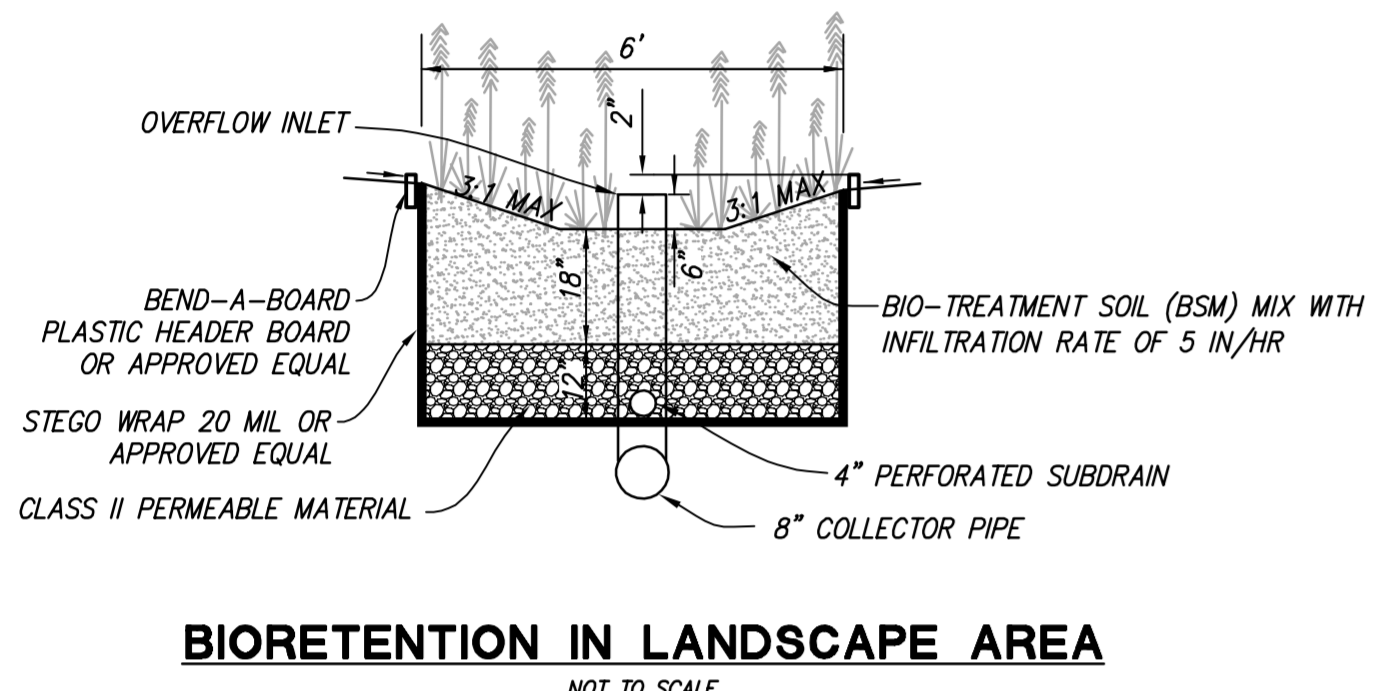 6'
2"
OVERFLOW INLET
3:1 MAX
3:1 MAX
18"
6"
BEND-A-BOARD
PLASTIC HEADER BOARD
OR APPROVED EQUAL
BIO-TREATMENT SOIL (BSM) MIX WITH
INFILTRATION RATE OF 5 IN/HR
12"
STEGO WRAP 20 MIL OR
APPROVED EQUAL
4" PERFORATED SUBDRAIN
CLASS II PERMEABLE MATERIAL
8" COLLECTOR PIPE
BIORETENTION IN LANDSCAPE AREA
NOT TO SCALE